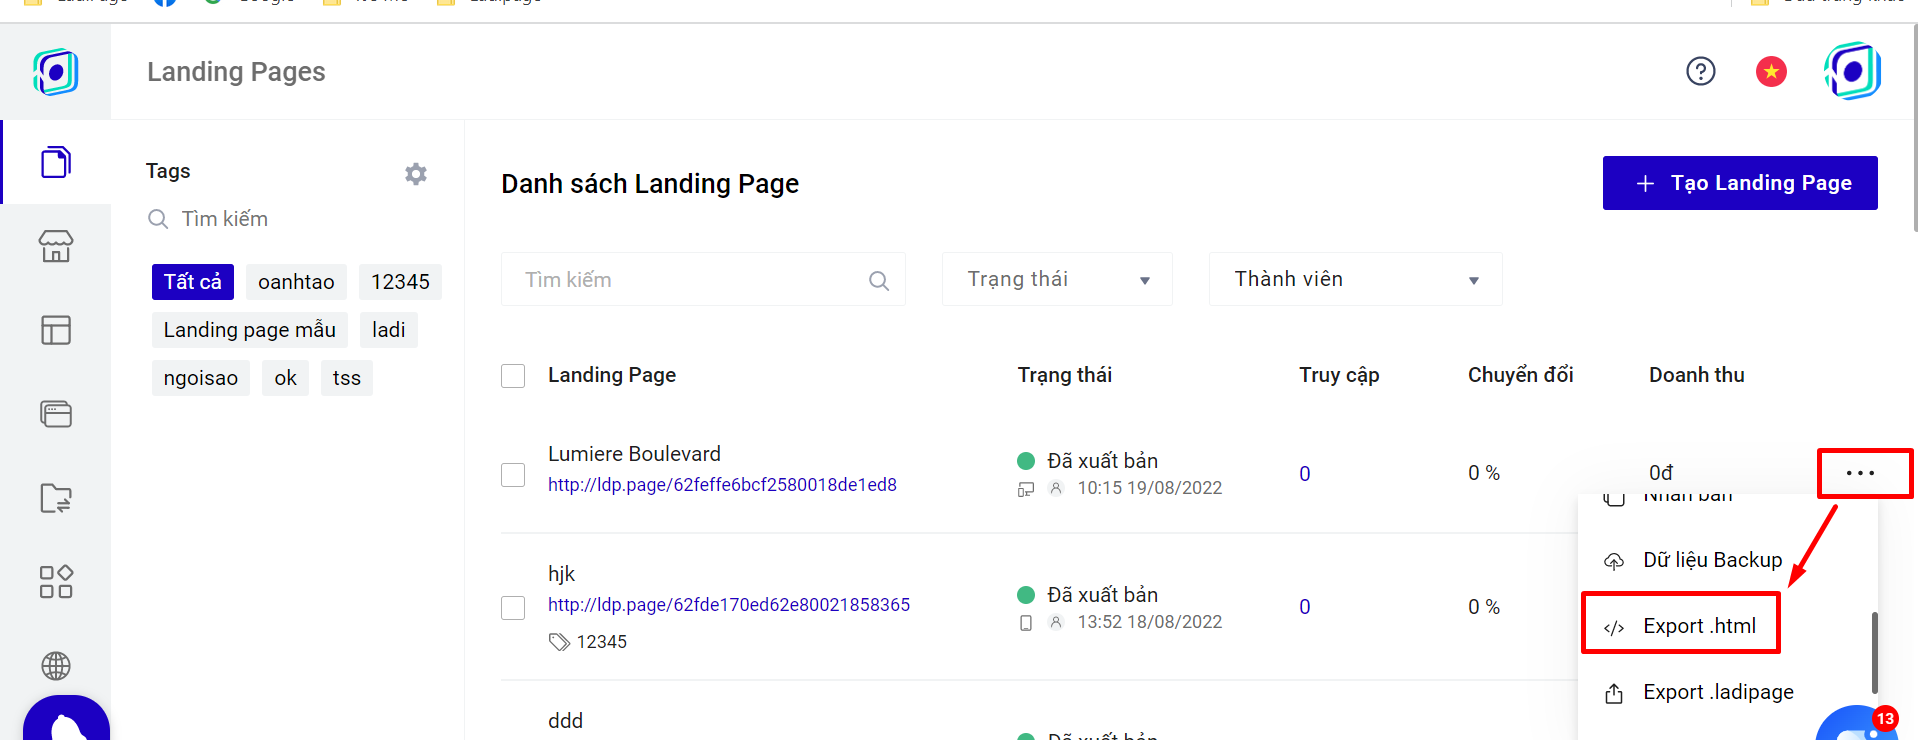 Landing Pages
Tags
Tìm kiếm
Tất cả
oanhtao
12345
Landing page mẫu
ladi
ngoisao
ok
tss
Danh sách Landing Page
+ Tạo Landing Page
Tìm kiếm
Trạng thái
Thành viên
Landing Page
Trạng thái
Truy cập
Chuyển đổi
Doanh thu
Lumiere Boulevard
http://ldp.page/62feffe6bcf2580018de1ed8
Đã xuất bản
10:15 19/08/2022
0
0 %
0đ
hjk
http://ldp.page/62fde170ed62e80021858365
12345
Đã xuất bản
13:52 18/08/2022
0
0 %
ddd
Đã xuất bản
Nhân bản
Dữ liệu Backup
Export .html
Export .ladipage
13